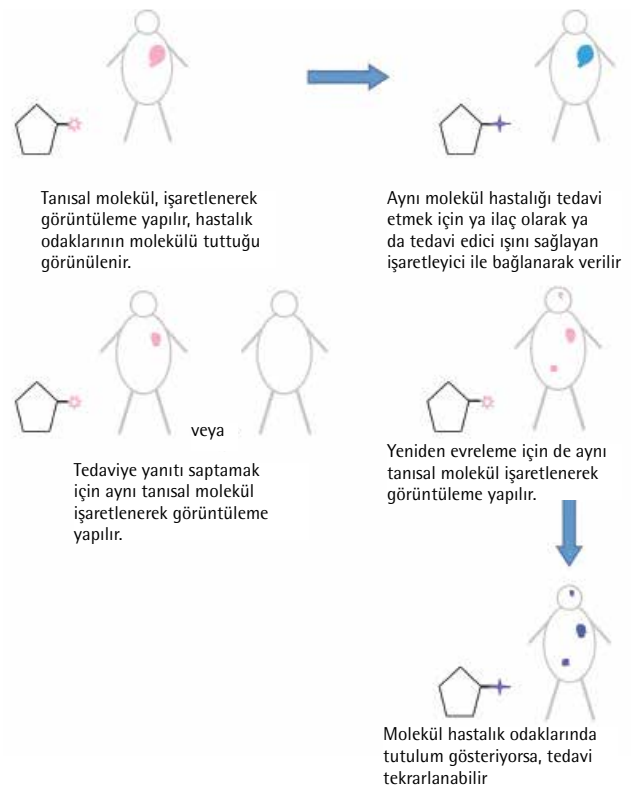 Tanısal molekül, işaretlenerek
görüntüleme yapılır, hastalık
odaklarının molekülü tuttuğu
görünülenir.
Aynı molekül hastalığı tedavi
etmek için ya ilaç olarak ya
da tedavi edici ışını sağlayan
işaretleyici ile bağlanarak verilir
veya
Tedaviye yanıtı saptamak
için aynı tanısal molekül
işaretlenerek görüntüleme
yapılır.
Yeniden evreleme için de aynı
tanısal molekül işaretlenerek
görüntüleme yapılır.
Molekül hastalık odaklarında
tutulum gösteriyorsa, tedavi
tekrarlanabilir